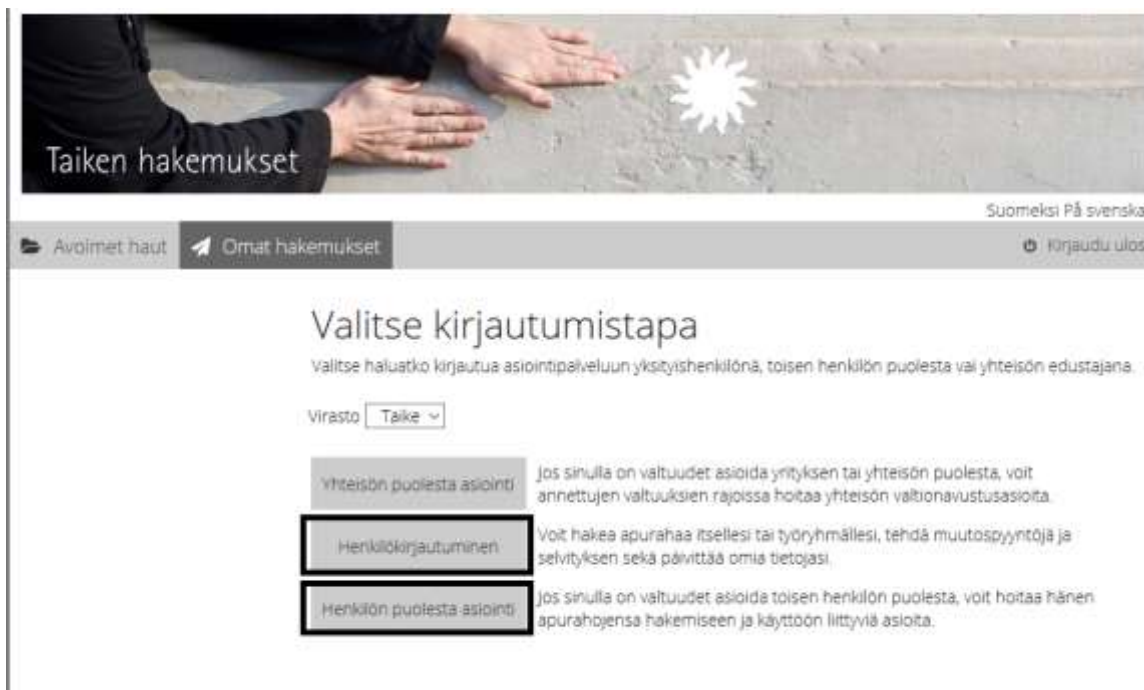 Taiken hakemukset
Suomeksi På svenska
Avoimet haut Omat hakemukset Kirjaudu ulos
Valitse kirjautumistapa
Valitse haluatko kirjautua asiointipalveluun yksityishenkilönä, toisen henkilön puolesta vai yhteisön edustajana.
Virasto Taike
Yhteisön puolesta asiointi
Jos sinulla on valtuudet asioida yrityksen tai yhteisön puolesta, voit
annettujen valtuuksien rajoissa hoitaa yhteisön valtionavustusasioita.
Henkilökirjautuminen
Voit hakea apurahaa itsellesi tai työryhmällesi, tehdä muutospyyntöjä ja
selvityksen sekä päivittää omia tietojasi.
Henkilön puolesta asiointi
Jos sinulla on valtuudet asioida toisen henkilön puolesta, voit hoitaa hänen
apurahojensa hakemiseen ja käyttöön liittyviä asioita.